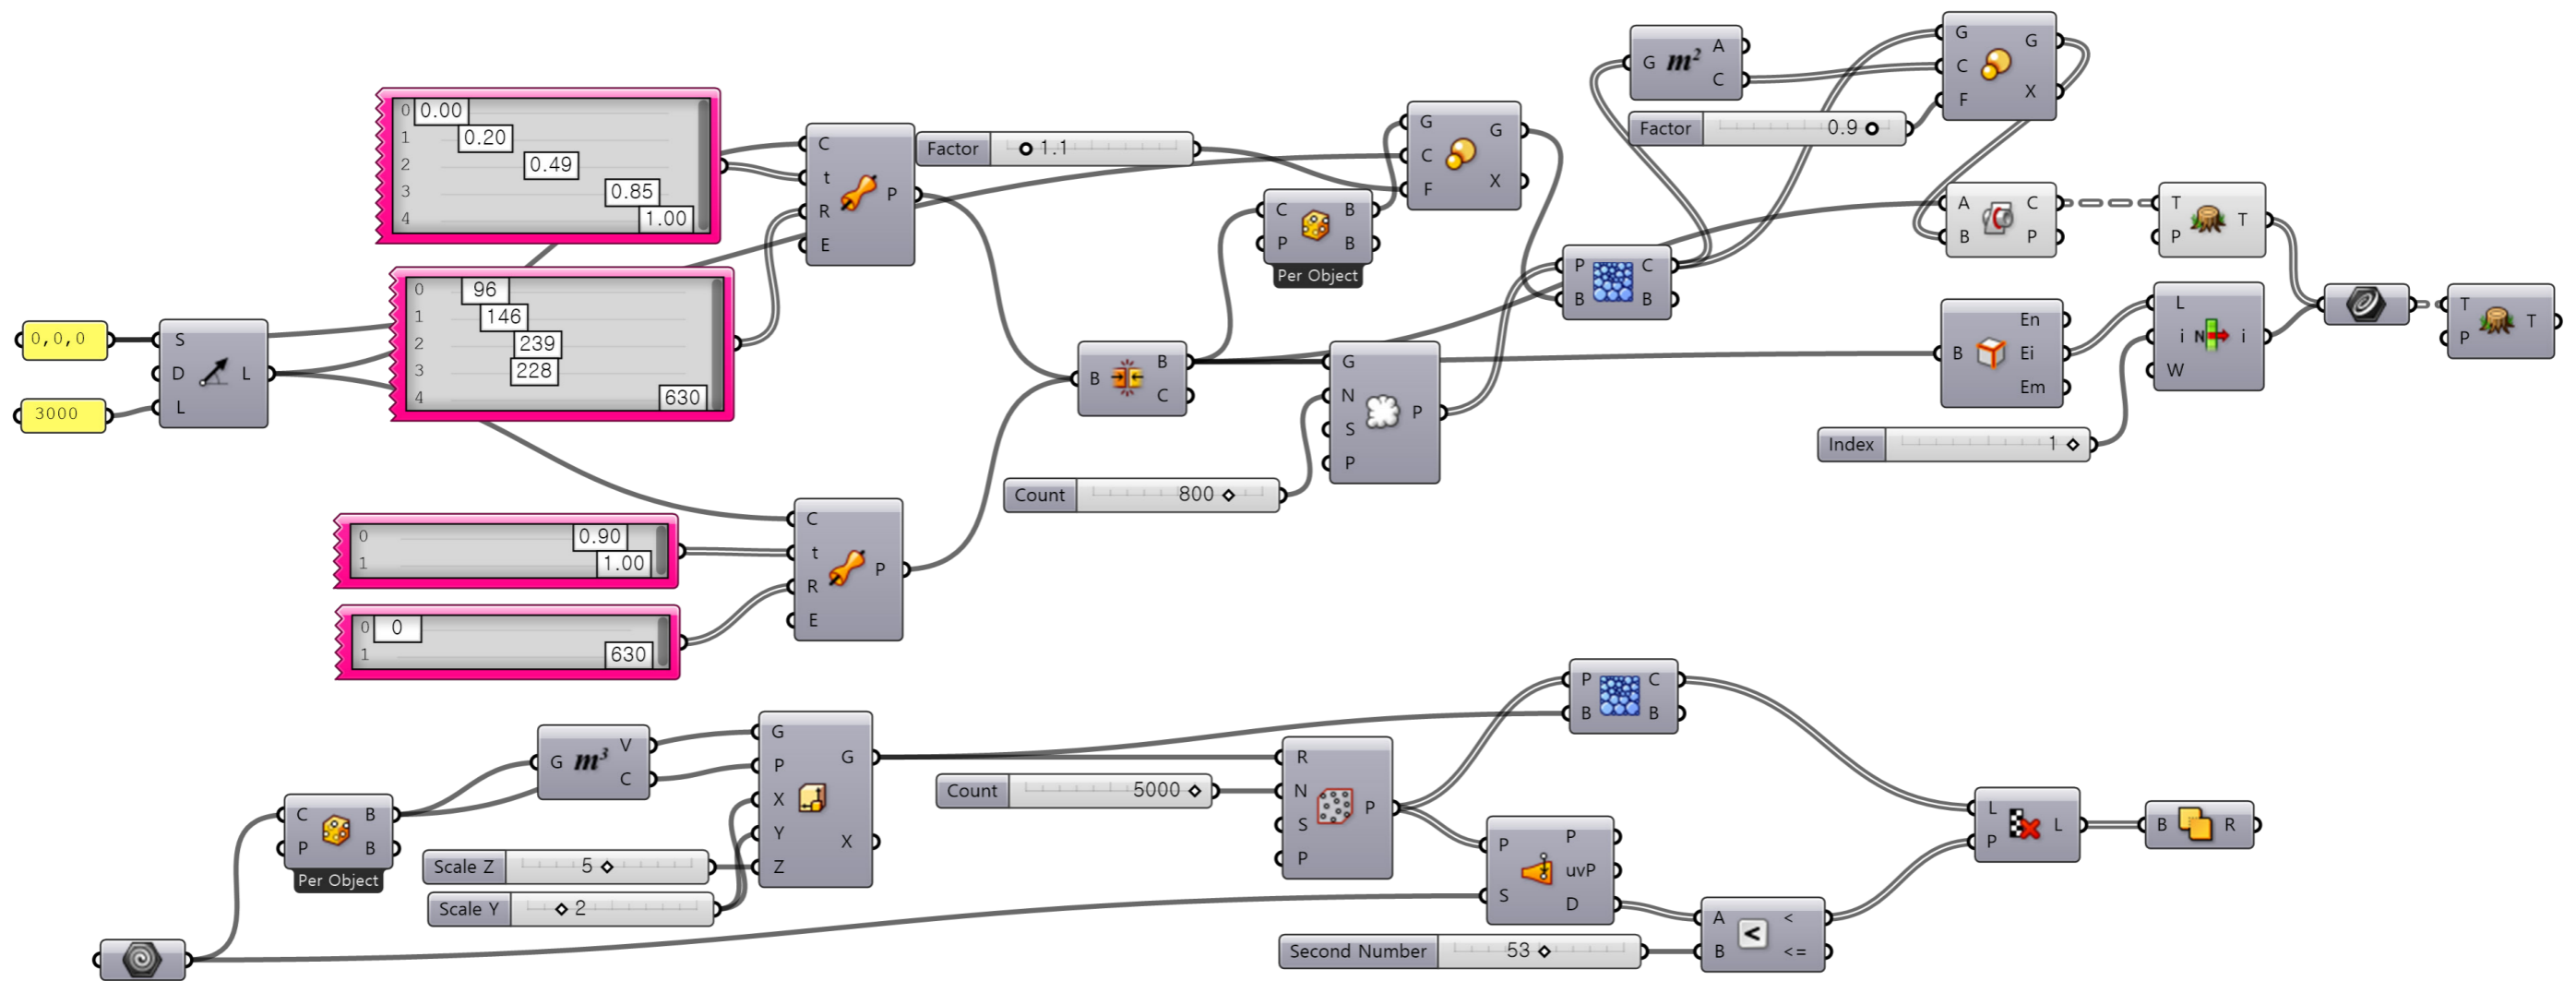 0 0.00
1 0.20
2 0.49
3 0.85
4 1.00
0 96
1 146
2 239
3 228
4 630
0,0,0
3000
S
D L
L
C
t
R
E
P
Factor 1.1
G
C
F
G
X
C B
P B
Per Object
G m² A
C
Factor 0.9
G
C
F
G
X
P C
B B
A C
B P
T
P
T
B En
Ei
Em
L
i N i
W
Index 1
T
P
T
B B
C
G
N
S
P
P
Count 800
0 0.90
1 1.00
0 0
1 630
C
t
R
E
P
G m³ V
C
C B
P B
Per Object
G
P
X
Y
Z
G
X
Scale Z 5
Scale Y 2
Count 5000
R
N
S
P
P
P C
B B
P
S
P
uvP
D
Second Number 53
A <
B <=
<
L
P
L
B R